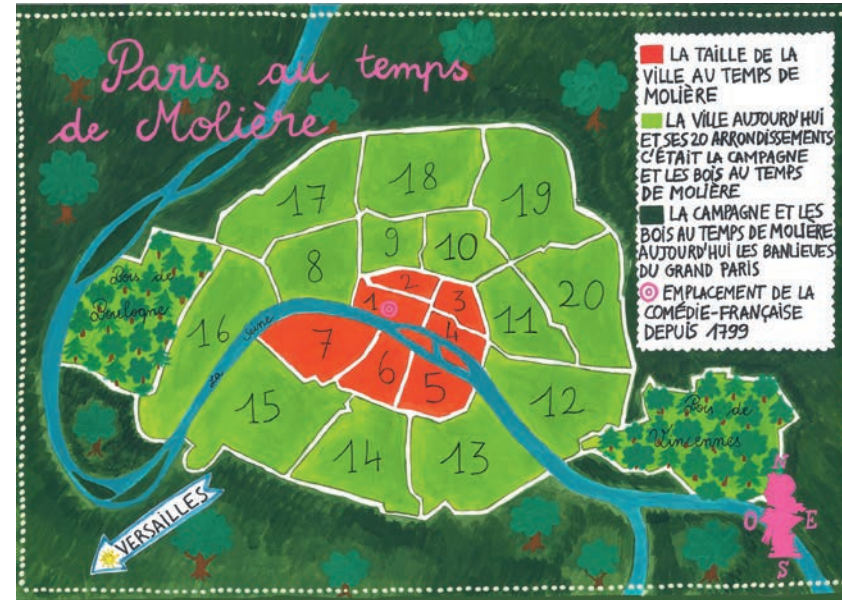 Paris au temps
de Molière
LA TAILLE DE LA
VILLE AU TEMPS DE
MOLIÈRE
LA VILLE AUJOURD'HUI
ET SES 20 ARRONDISSEMENTS
C'ÉTAIT LA CAMPAGNE
ET LES BOIS AU TEMPS
DE MOLIÈRE
LA CAMPAGNE ET LES
BOIS AU TEMPS DE MOLIÈRE,
AUJOURD'HUI LES BANLIEUES
DU GRAND PARIS
EMPLACEMENT DE LA
COMÉDIE-FRANÇAISE
DEPUIS 1799
17
18
19
9
10
8
2
3
20
Bois de
Boulogne
1
11
16
4
7
La Seine
6
5
15
12
Bois de
Vincennes
14
13
VERSAILLES
N
O
E
S